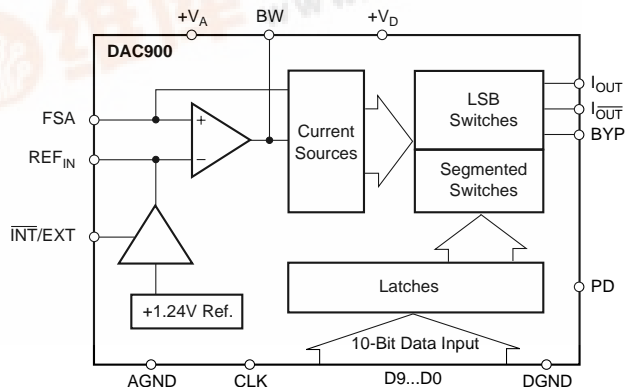 +VA BW +VD
DAC900
FSA
REFIN
INT/EXT
+
−
Current
Sources
LSB
Switches
Segmented
Switches
IOUT
IOUT
BYP
+1.24V Ref.
Latches
PD
10-Bit Data Input
AGND CLK D9...D0 DGND